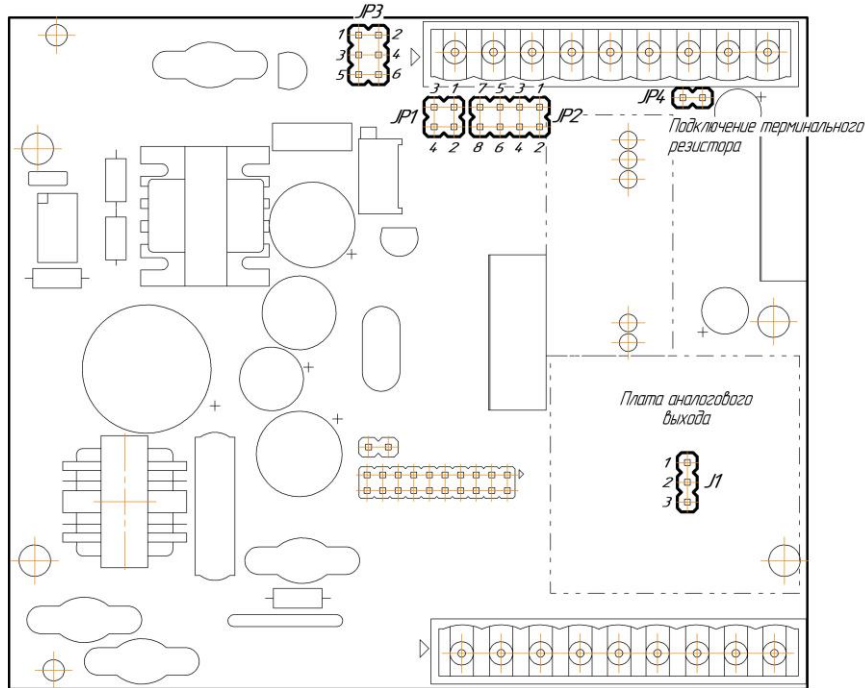 JP3
1 2
3 4
5 6
3 1 7 5 3 1
JP1 JP2
4 2 8 6 4 2
JP4
Подключение терминального
резистора
Плата аналогового
выхода
1
2
3
J1